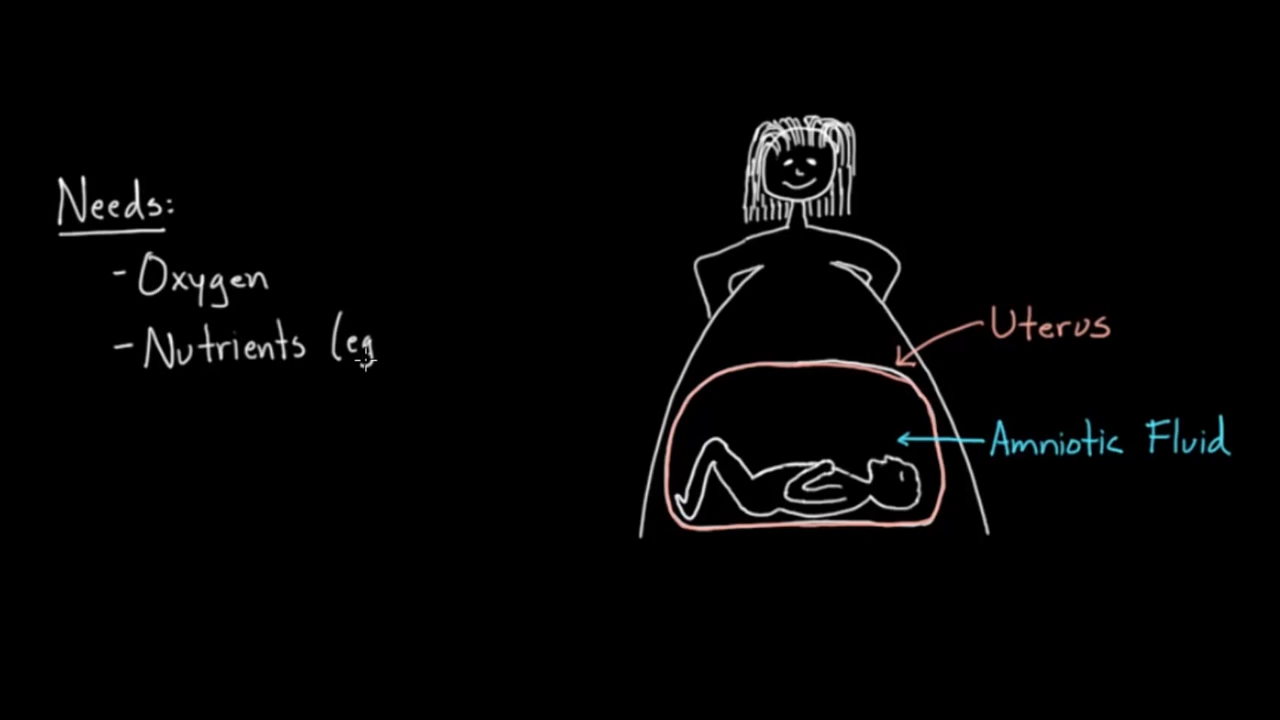 Needs:
- Oxygen
- Nutrients (eg
Uterus
Amniotic Fluid